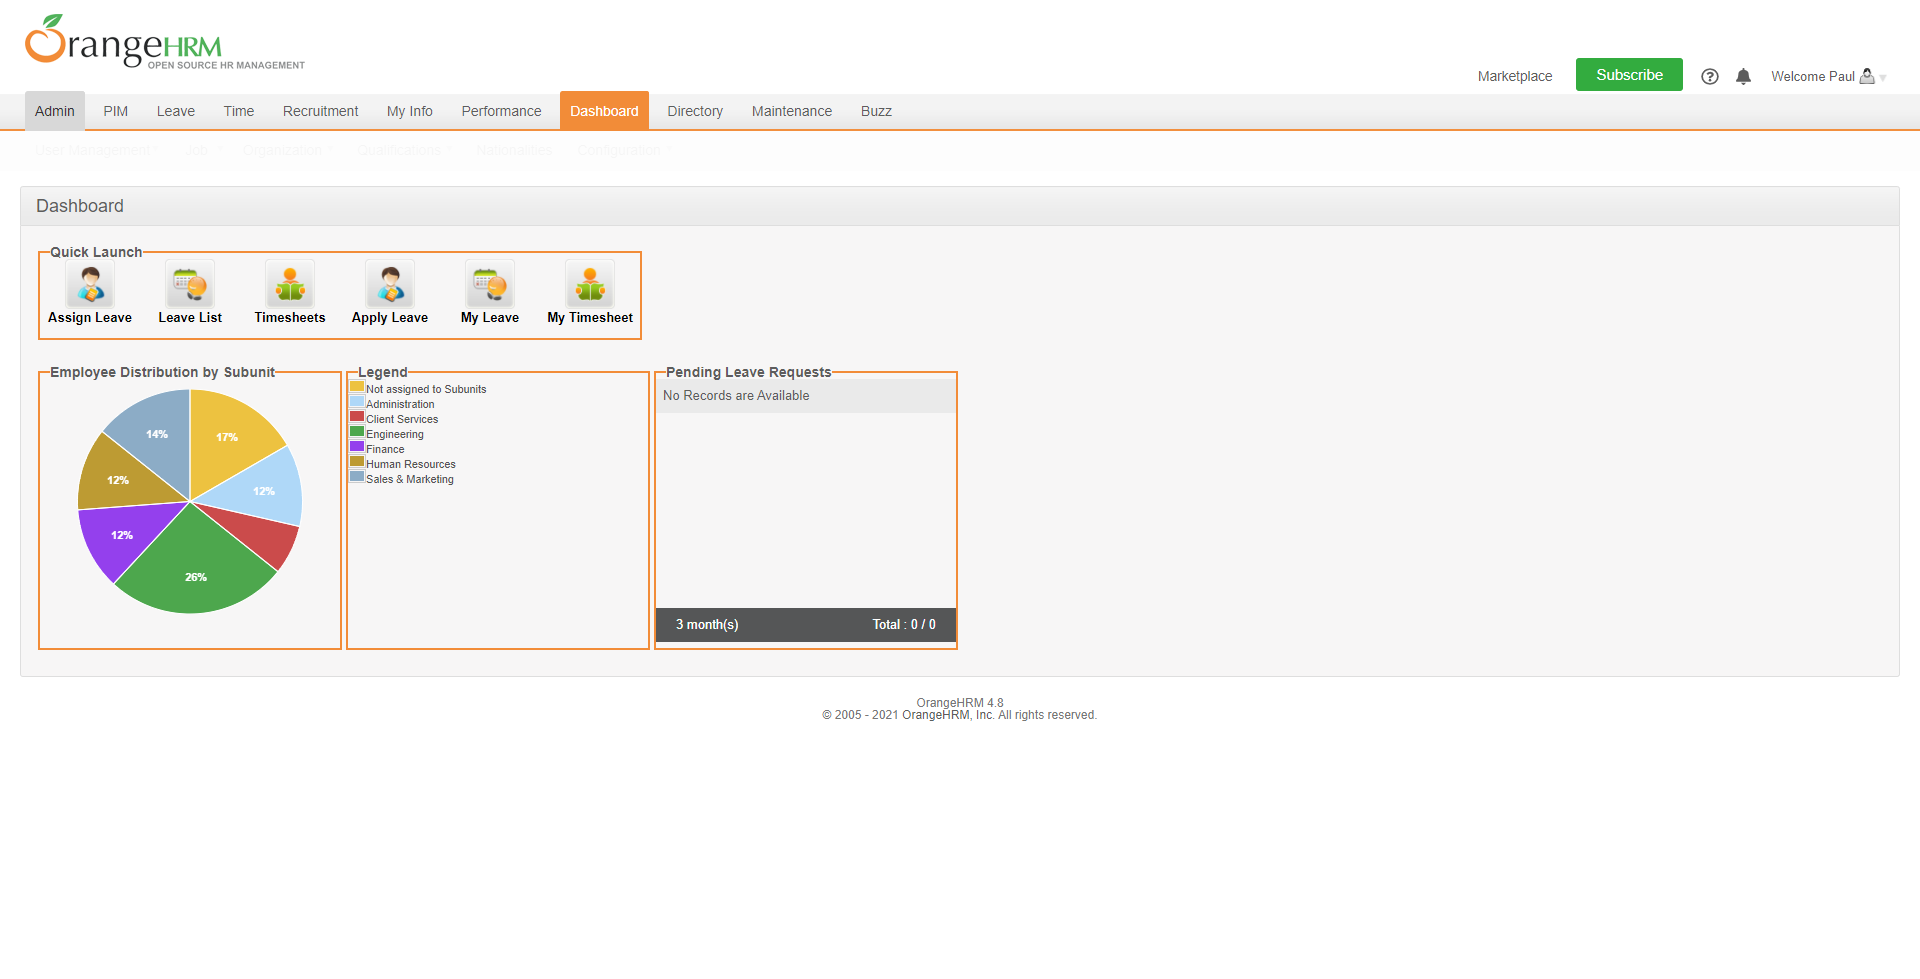 OrangeHRM
OPEN SOURCE HR MANAGEMENT
Marketplace Subscribe Welcome Paul
Admin PIM Leave Time Recruitment My Info Performance Dashboard Directory Maintenance Buzz
User Management Job Organization Qualifications Nationalities Configuration
Dashboard
Quick Launch
Assign Leave Leave List Timesheets Apply Leave My Leave My Timesheet
Employee Distribution by Subunit
17%
12%
26%
12%
12%
14%
Legend
Not assigned to Subunits
Administration
Client Services
Engineering
Finance
Human Resources
Sales & Marketing
Pending Leave Requests
No Records are Available
3 month(s) Total : 0 / 0
OrangeHRM 4.8
© 2005 - 2021 OrangeHRM, Inc. All rights reserved.